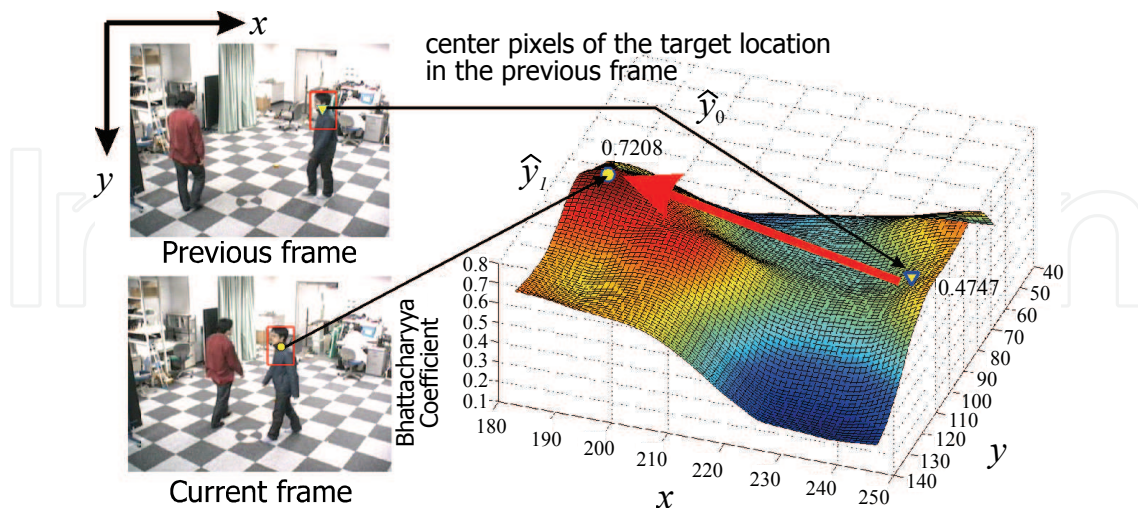 x
y
center pixels of the target location
in the previous frame
ŷ0
0.7208
ŷ1
Previous frame
0.4747
Bhattacharyya
Coefficient
0.8
0.7
0.6
0.5
0.4
0.3
0.2
0.1
180
190
200
210
220
230
240
250
x
40
50
60
70
80
90
100
110
120
130
140
y
Current frame